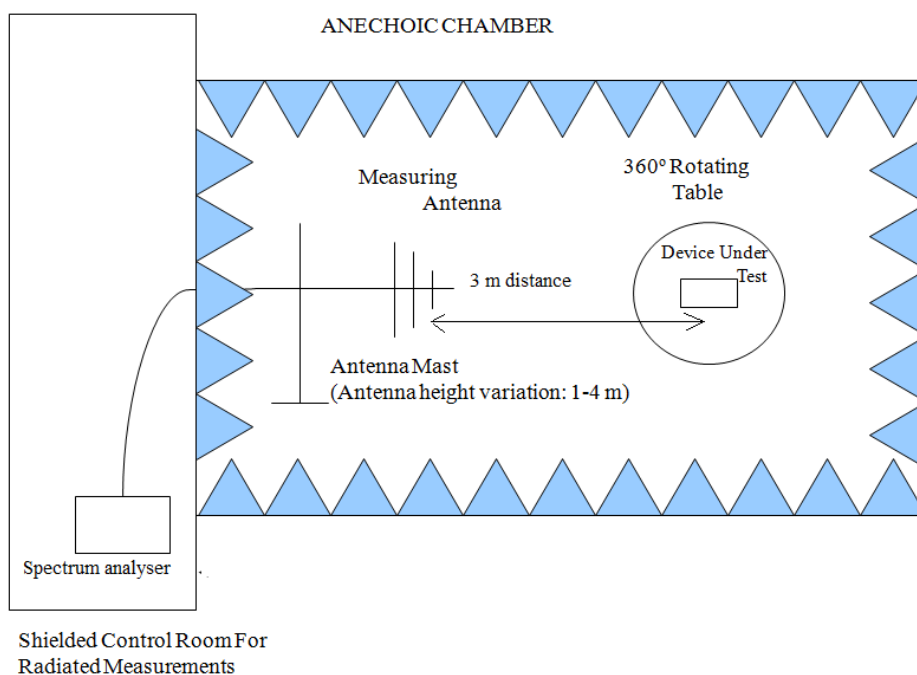 ANECHOIC CHAMBER
Measuring
Antenna
360° Rotating
Table
Device Under
Test
3 m distance
Antenna Mast
(Antenna height variation: 1-4 m)
Spectrum analyser
Shielded Control Room For
Radiated Measurements